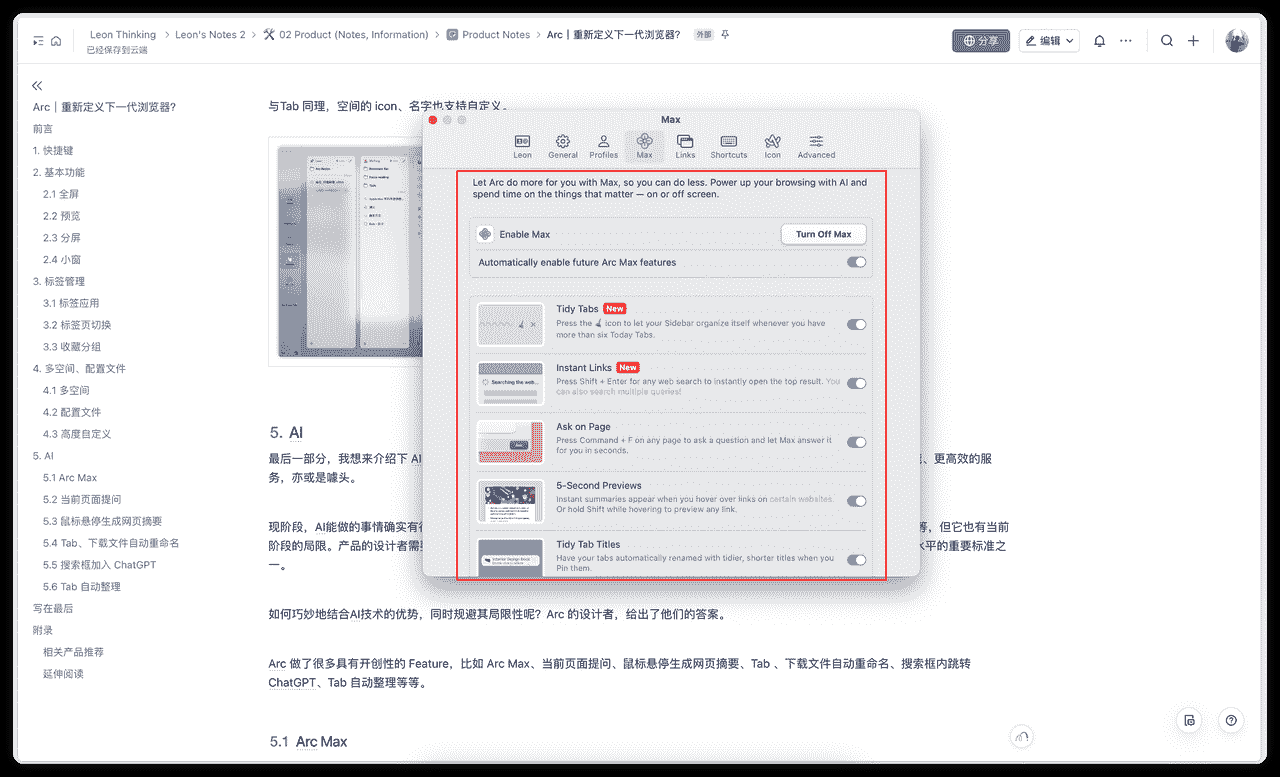 Leon Thinking > Leon's Notes 2 > 02 Product (Notes, Information) > Product Notes > Arc｜重新定义下一代浏览器? 外部
已经保存到云端
分享
编辑
Arc｜重新定义下一代浏览器?
前言
1. 快捷键
2. 基本功能
2.1 全屏
2.2 预览
2.3 分屏
2.4 小窗
3. 标签管理
3.1 标签应用
3.2 标签页切换
3.3 收藏分组
4. 多空间、配置文件
4.1 多空间
4.2 配置文件
4.3 高度自定义
5. AI
5.1 Arc Max
5.2 当前页面提问
5.3 鼠标悬停生成网页摘要
5.4 Tab、下载文件自动重命名
5.5 搜索框加入 ChatGPT
5.6 Tab 自动整理
写在最后
附录
相关产品推荐
延伸阅读
与Tab 同理，空间的 icon、名字也支持自定义。
Max
Leon General Profiles Max Links Shortcuts Icon Advanced
Let Arc do more for you with Max, so you can do less. Power up your browsing with AI and
spend time on the things that matter — on or off screen.
Enable Max
Turn Off Max
Automatically enable future Arc Max features
Tidy Tabs New
Press the icon to let your Sidebar organize itself whenever you have
more than six Today Tabs.
Searching the web...
Instant Links New
Press Shift + Enter for any web search to instantly open the top result. You
can also search multiple queries!
Ask on Page
Press Command + F on any page to ask a question and let Max answer it
for you in seconds.
5-Second Previews
Instant summaries appear when you hover over links on certain websites.
Or hold Shift while hovering to preview any link.
Tidy Tab Titles
Have your tabs automatically renamed with tidier, shorter titles when you
Pin them.
5. AI
最后一部分，我想来介绍下 AI
、更高效的服
务，亦或是噱头。
现阶段，AI能做的事情确实有
等，但它也有当前
阶段的局限。产品的设计者需
水平的重要标准之
一。
如何巧妙地结合AI技术的优势，同时规避其局限性呢？Arc 的设计者，给出了他们的答案。
Arc 做了很多具有开创性的 Feature，比如 Arc Max、当前页面提问、鼠标悬停生成网页摘要、Tab 、下载文件自动重命名、搜索框内跳转
ChatGPT、Tab 自动整理等等。
5.1 Arc Max